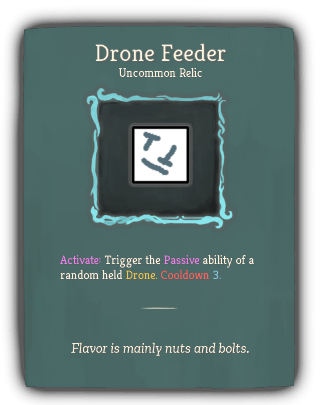 Drone Feeder
Uncommon Relic
Activate: Trigger the Passive ability of a
random held Drone. Cooldown 3.
Flavor is mainly nuts and bolts.